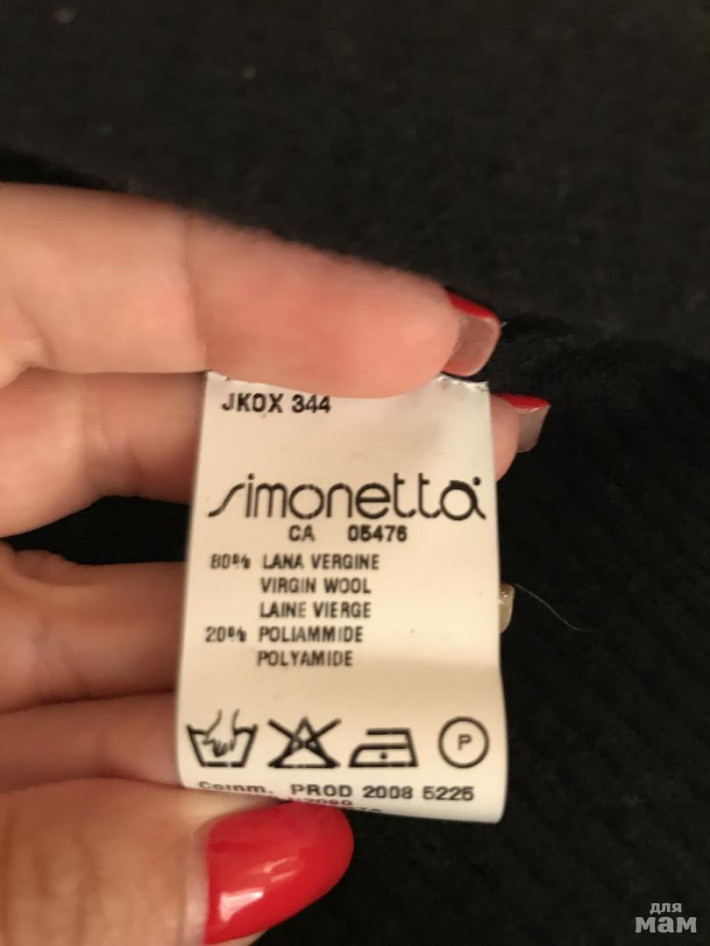 JKOX 344
simonetta
CA 05476
80% LANA VERGINE
VIRGIN WOOL
LAINE VIERGE
20% POLIAMMIDE
POLYAMIDE
P
Comm. PROD 2008 5225
для
мам